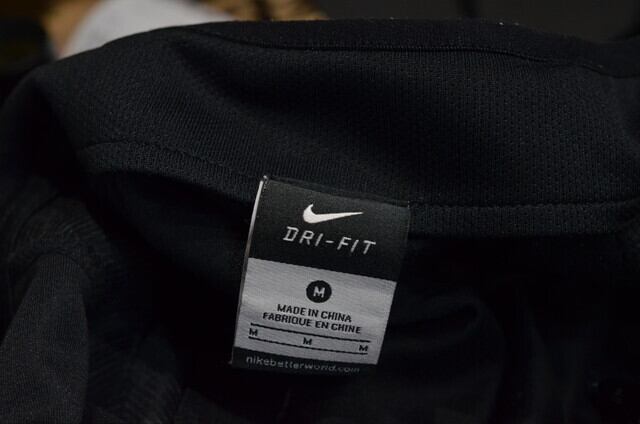 DRI-FIT
M
MADE IN CHINA
FABRIQUE EN CHINE
M M M
nikebetterworld.com